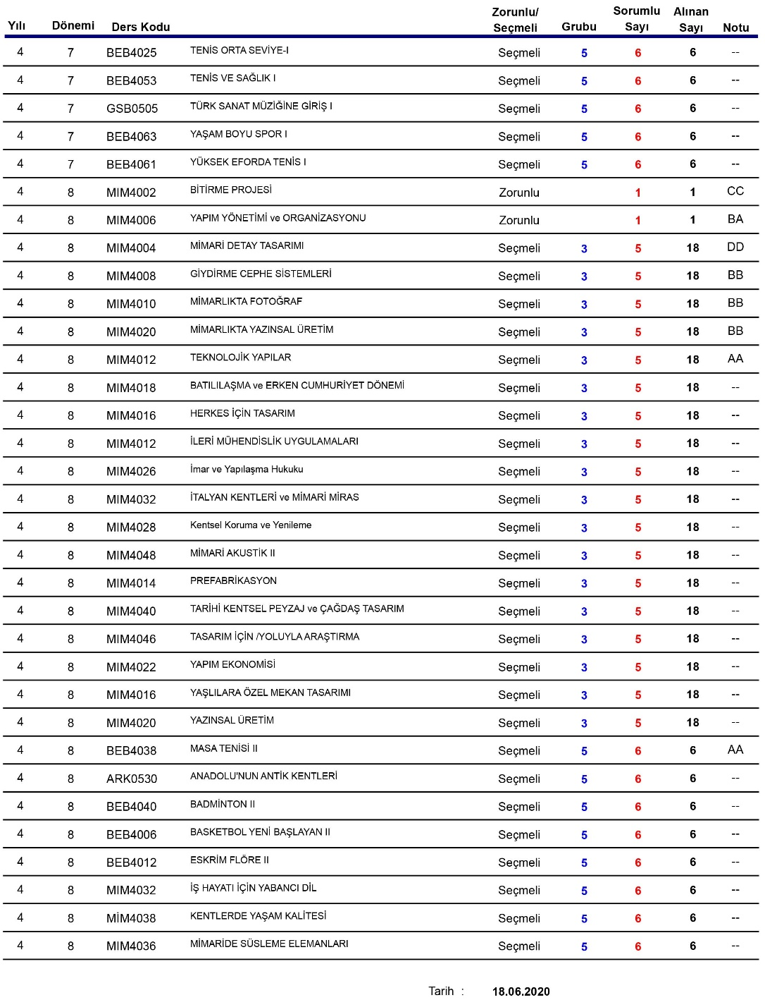 Yılı Dönemi Ders Kodu Zorunlu/ Seçmeli Grubu Sorumlu Sayı Alınan Sayı Notu
4 7 BEB4025 TENİS ORTA SEVİYE-I Seçmeli 5 6 6 --
4 7 BEB4053 TENİS VE SAĞLIK I Seçmeli 5 6 6 --
4 7 GSB0505 TÜRK SANAT MÜZİĞİNE GİRİŞ I Seçmeli 5 6 6 --
4 7 BEB4063 YAŞAM BOYU SPOR I Seçmeli 5 6 6 --
4 7 BEB4061 YÜKSEK EFORDA TENİS I Seçmeli 5 6 6 --
4 8 MIM4002 BİTİRME PROJESİ Zorunlu 1 1 CC
4 8 MIM4006 YAPIM YÖNETİMİ ve ORGANİZASYONU Zorunlu 1 1 BA
4 8 MIM4004 MİMARİ DETAY TASARIMI Seçmeli 3 5 18 DD
4 8 MIM4008 GİYDİRME CEPHE SİSTEMLERİ Seçmeli 3 5 18 BB
4 8 MIM4010 MİMARLIKTA FOTOĞRAF Seçmeli 3 5 18 BB
4 8 MIM4020 MİMARLIKTA YAZINSAL ÜRETİM Seçmeli 3 5 18 BB
4 8 MIM4012 TEKNOLOJİK YAPILAR Seçmeli 3 5 18 AA
4 8 MIM4018 BATILILAŞMA ve ERKEN CUMHURİYET DÖNEMİ Seçmeli 3 5 18 --
4 8 MIM4016 HERKES İÇİN TASARIM Seçmeli 3 5 18 --
4 8 MIM4012 İLERİ MÜHENDİSLİK UYGULAMALARI Seçmeli 3 5 18 --
4 8 MIM4026 İmar ve Yapılaşma Hukuku Seçmeli 3 5 18 --
4 8 MIM4032 İTALYAN KENTLERİ ve MİMARİ MİRAS Seçmeli 3 5 18 --
4 8 MIM4028 Kentsel Koruma ve Yenileme Seçmeli 3 5 18 --
4 8 MIM4048 MİMARİ AKUSTİK II Seçmeli 3 5 18 --
4 8 MIM4014 PREFABRİKASYON Seçmeli 3 5 18 --
4 8 MIM4040 TARİHİ KENTSEL PEYZAJ ve ÇAĞDAŞ TASARIM Seçmeli 3 5 18 --
4 8 MIM4046 TASARIM İÇİN /YOLUYLA ARAŞTIRMA Seçmeli 3 5 18 --
4 8 MIM4022 YAPIM EKONOMİSİ Seçmeli 3 5 18 --
4 8 MIM4016 YAŞLILARA ÖZEL MEKAN TASARIMI Seçmeli 3 5 18 --
4 8 MIM4020 YAZINSAL ÜRETİM Seçmeli 3 5 18 --
4 8 BEB4038 MASA TENİSİ II Seçmeli 5 6 6 AA
4 8 ARK0530 ANADOLU'NUN ANTİK KENTLERİ Seçmeli 5 6 6 --
4 8 BEB4040 BADMİNTON II Seçmeli 5 6 6 --
4 8 BEB4006 BASKETBOL YENİ BAŞLAYAN II Seçmeli 5 6 6 --
4 8 BEB4012 ESKRİM FLÖRE II Seçmeli 5 6 6 --
4 8 MIM4032 İŞ HAYATI İÇİN YABANCI DİL Seçmeli 5 6 6 --
4 8 MİM4038 KENTLERDE YAŞAM KALİTESİ Seçmeli 5 6 6 --
4 8 MIM4036 MİMARİDE SÜSLEME ELEMANLARI Seçmeli 5 6 6 --
Tarih : 18.06.2020